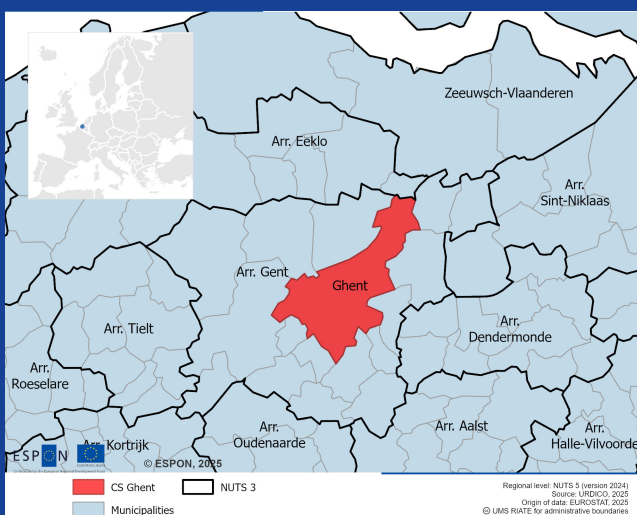 Zeeuwsch-Vlaanderen
Arr. Eeklo
Arr.
Sint-Niklaas
Arr. Gent
Ghent
Arr. Tielt
Arr.
Dendermonde
Arr.
Roeselare
Arr.
Oudenaarde
Arr. Aalst
Arr.
Halle-Vilvoorde
Arr. Kortrijk
ESPON
© ESPON, 2025
CS Ghent
NUTS 3
Municipalities
Regional level: NUTS 5 (version 2024)
Source: URDICO, 2025
Origin of data: EUROSTAT, 2025
© UMS RIATE for administrative boundaries